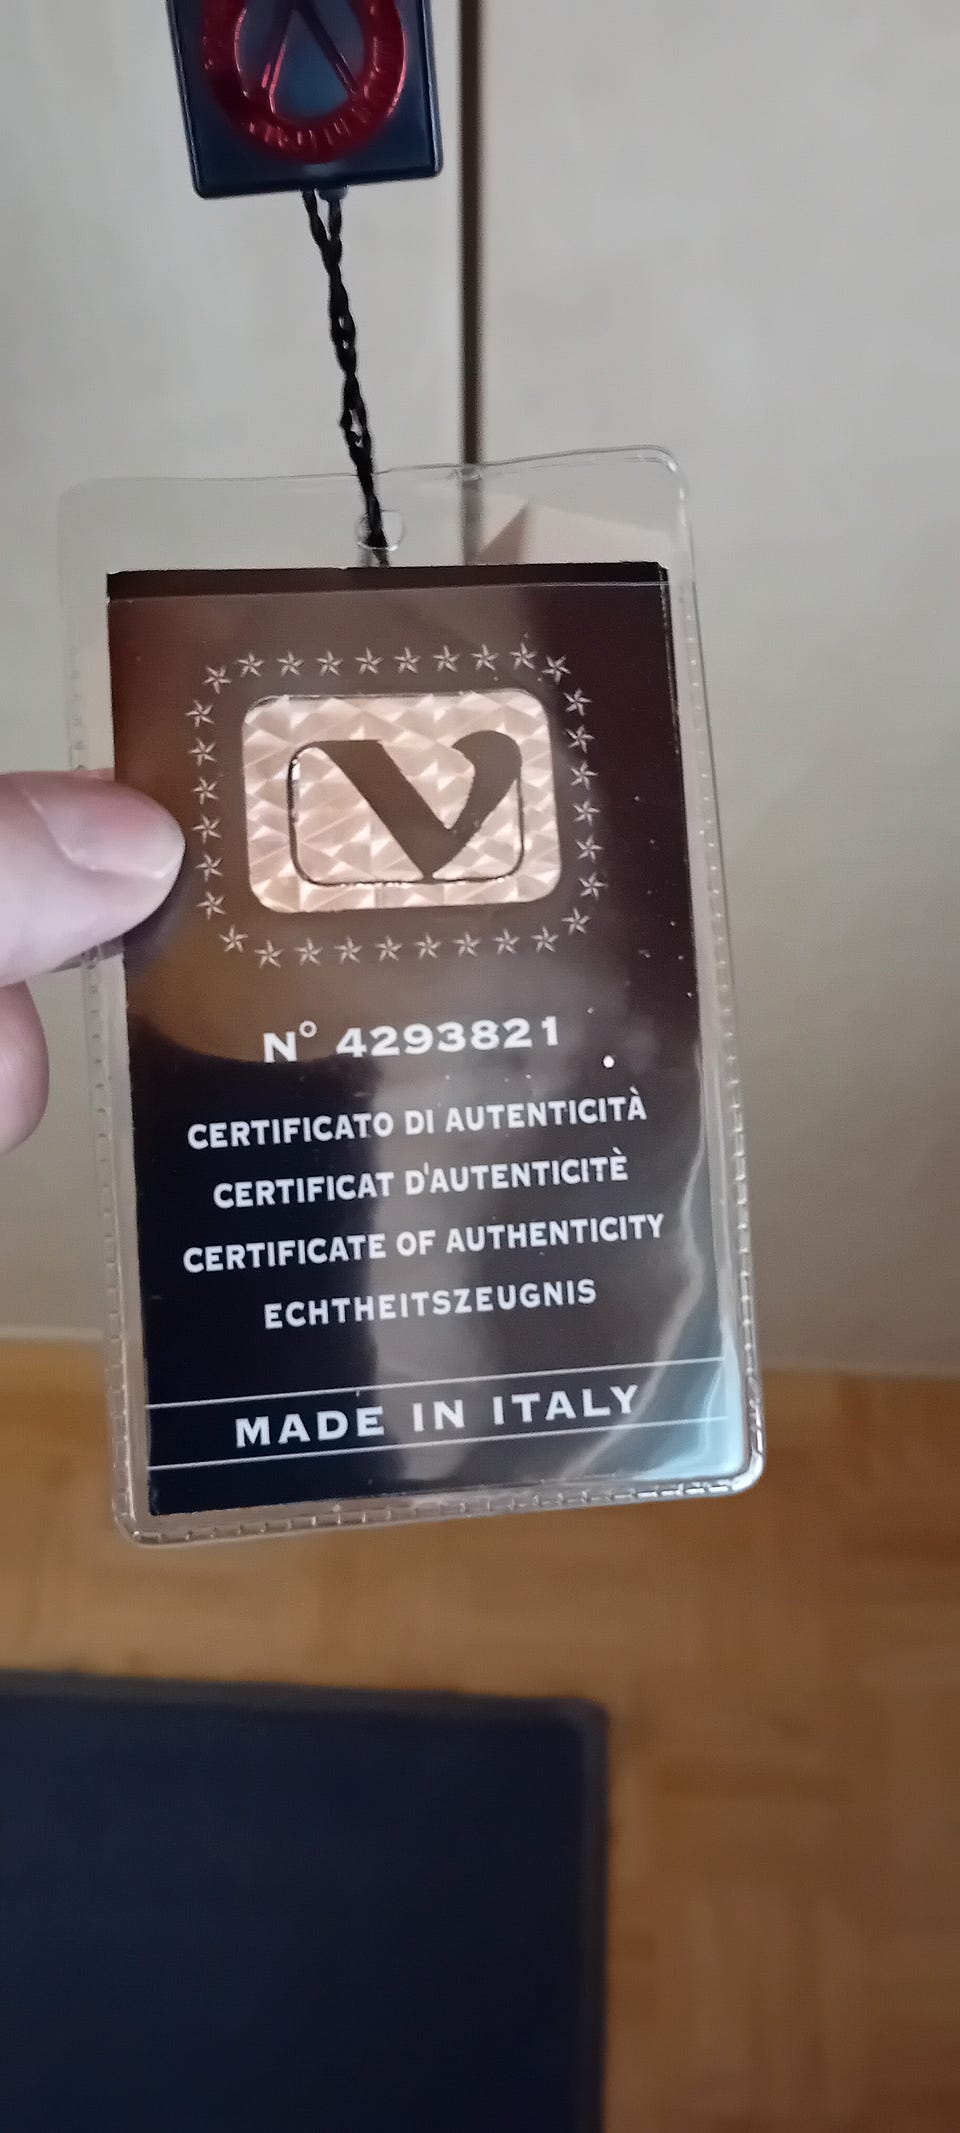 V
N° 4293821
CERTIFICATO DI AUTENTICITÀ
CERTIFICAT D'AUTENTICITÈ
CERTIFICATE OF AUTHENTICITY
ECHTHEITSZEUGNIS
MADE IN ITALY